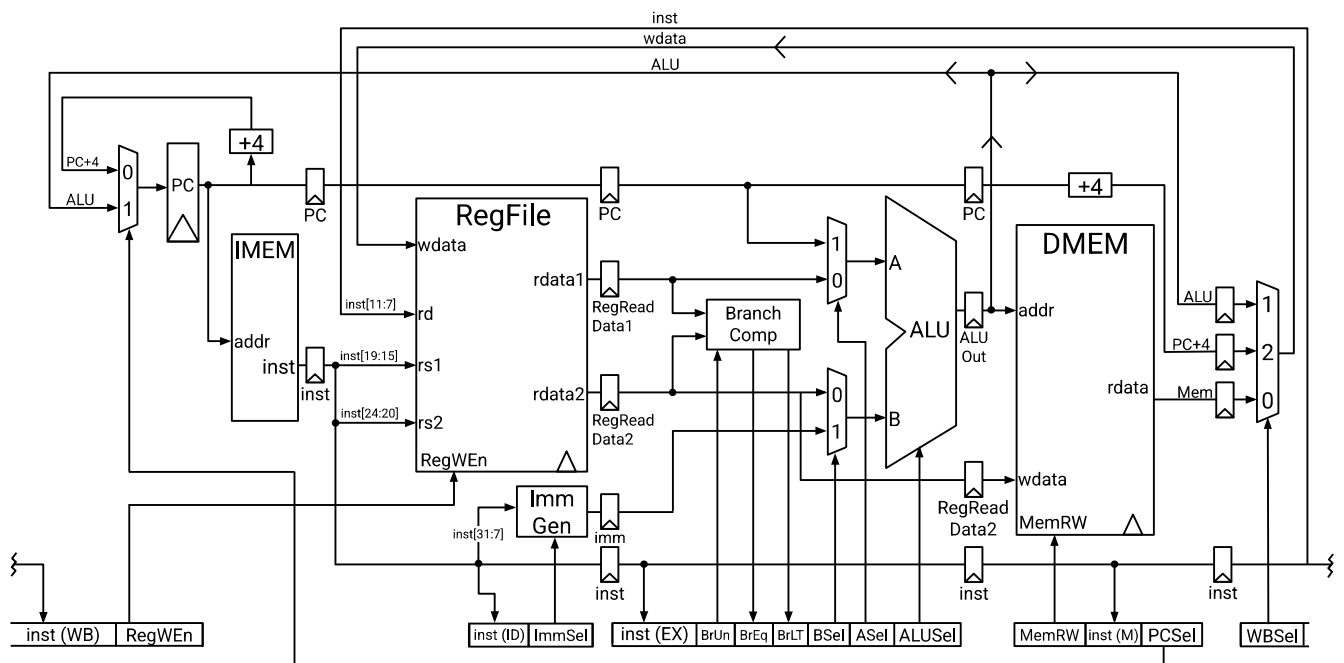 inst
wdata
ALU
+4
PC+4
0
PC
ALU
1
PC
RegFile
PC
PC
+4
IMEM
wdata
1
A
DMEM
rdata1
0
inst[11:7]
rd
RegRead
Data1
Branch
Comp
ALU
ALU
Out
addr
ALU
1
addr
inst
inst
inst[19:15]
rs1
PC+4
2
rdata2
0
rdata
Mem
0
inst[24:20]
rs2
RegRead
Data2
1
B
RegWEn
wdata
Imm
Gen
inst[31:7]
imm
RegRead
Data2
MemRW
inst
inst
inst
inst (WB)
RegWEn
inst (ID)
ImmSel
inst (EX)
BrUn
BrEq
BrLT
BSel
ASel
ALUSel
MemRW
inst (M)
PCSel
WBSel